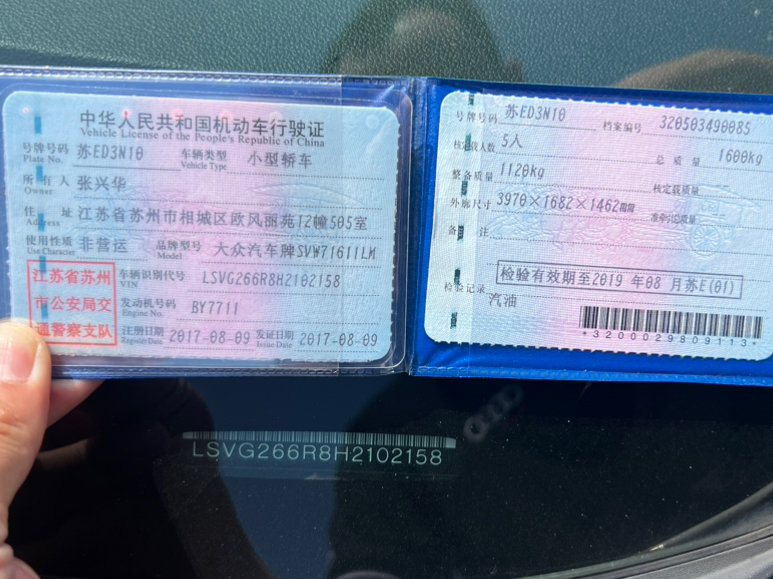 中华人民共和国机动车行驶证
Vehicle License of the People's Republic of China
号牌号码 苏ED3N10 车辆类型 小型轿车
Plate No. Vehicle Type
所有人 张兴华
Owner
住址 江苏省苏州市相城区欧风丽苑12幢505室
Address
使用性质 非营运 品牌型号 大众汽车牌SVW71611LM
Use Character Model
江苏省苏州
市公安局交
通警察支队
车辆识别代号 LSVG266R8H2102158
VIN
发动机号码 BY7711
Engine No.
注册日期 2017-08-09 发证日期 2017-08-09
Register Date Issue Date
号牌号码 苏ED3N10 档案编号 320503490085
核定载人数 5人 总质量 1600kg
整备质量 1120kg 核定载质量 --
外廓尺寸 3970×1682×1462mm 准牵引总质量 --
备注
检验记录 检验有效期至2019年08月苏E(01)
汽油
*3200029809113*
LSVG266R8H2102158